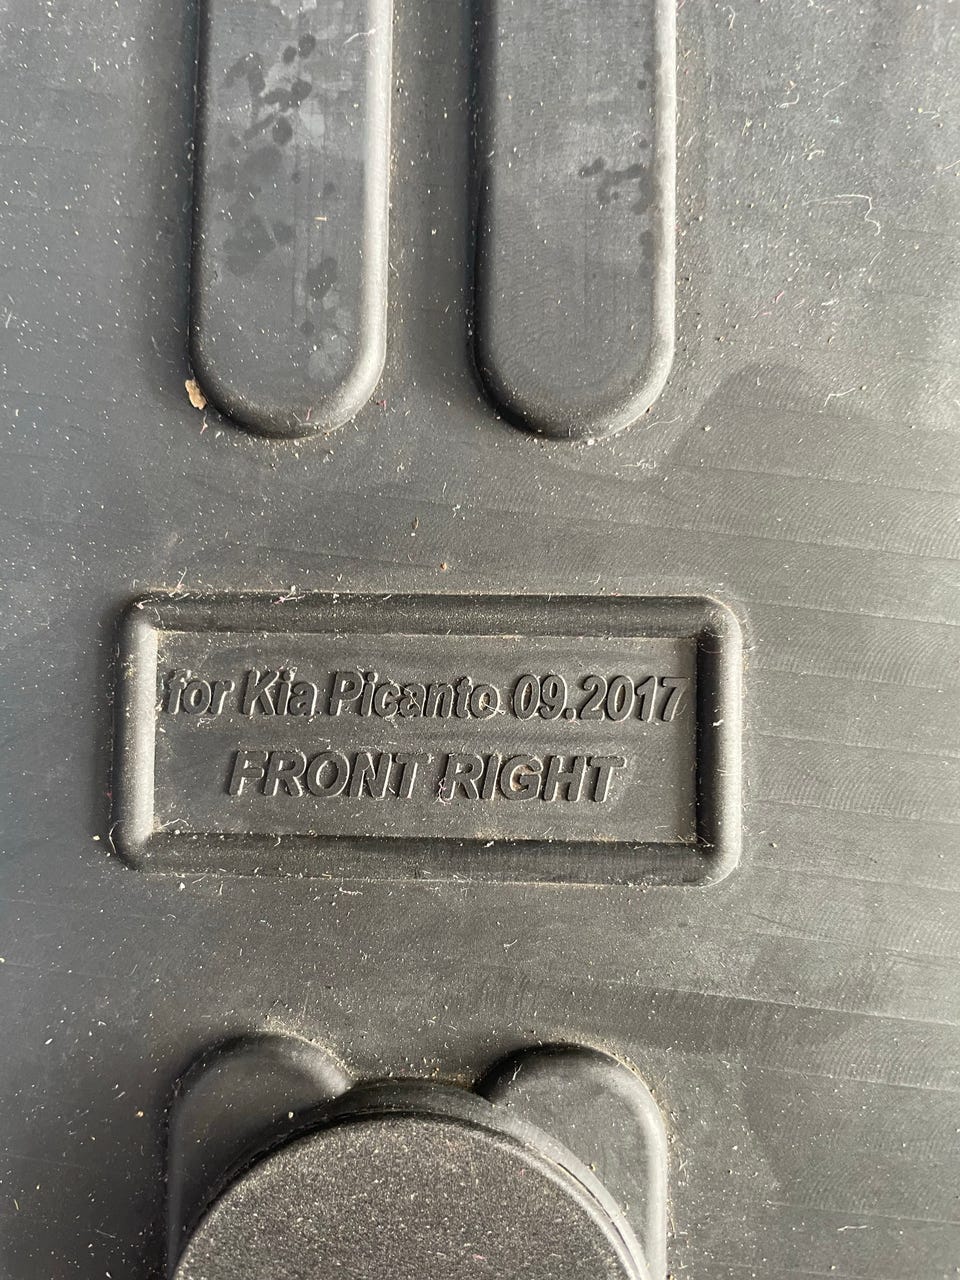 for Kia Picanto 09.2017
FRONT RIGHT